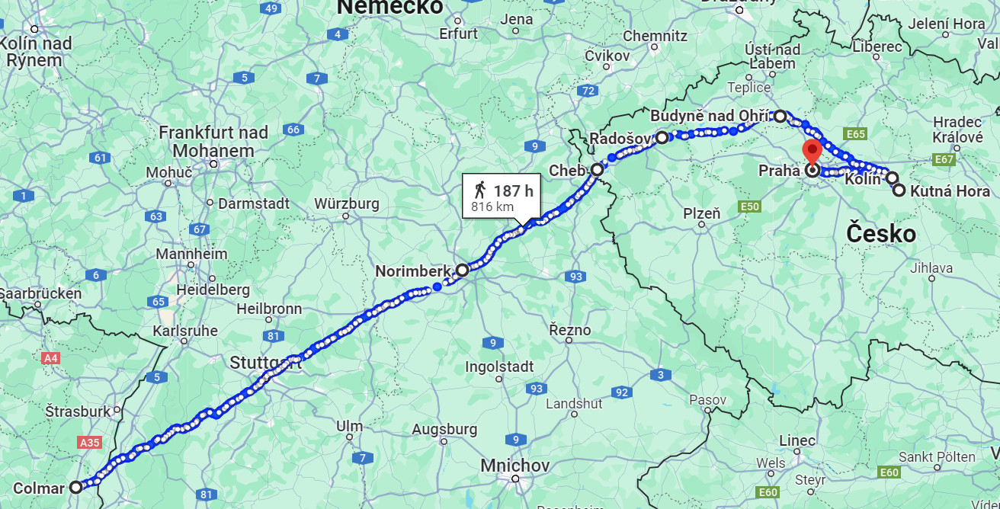 Německo
49
Jena
Jelení Hora
Kolín nad
Rýnem
4
Erfurt
Chemnitz
Liberec
Cvikov
Ústí nad
Labem
5
7
Teplice
72
Budyně nad Ohří
Hradec
Králové
66
Frankfurt nad
Mohanem
Radošov
E65
61
9
E67
Mohuč
Cheb
Praha
Kolín
187 h
816 km
Kutná Hora
1
Darmstadt
Würzburg
E50
63
Plzeň
67
Česko
Mannheim
Norimberk
Jihlava
6
93
Saarbrücken
Heidelberg
65
Heilbronn
Karlsruhe
81
Řezno
9
A4
Stuttgart
Ingolstadt
5
3
93
92
Landshut
Pasov
Štrasburk
Ulm
Augsburg
A35
9
Linec
7
Mnichov
Wels
Sankt Pölten
E60
Steyr
Colmar
81
E60